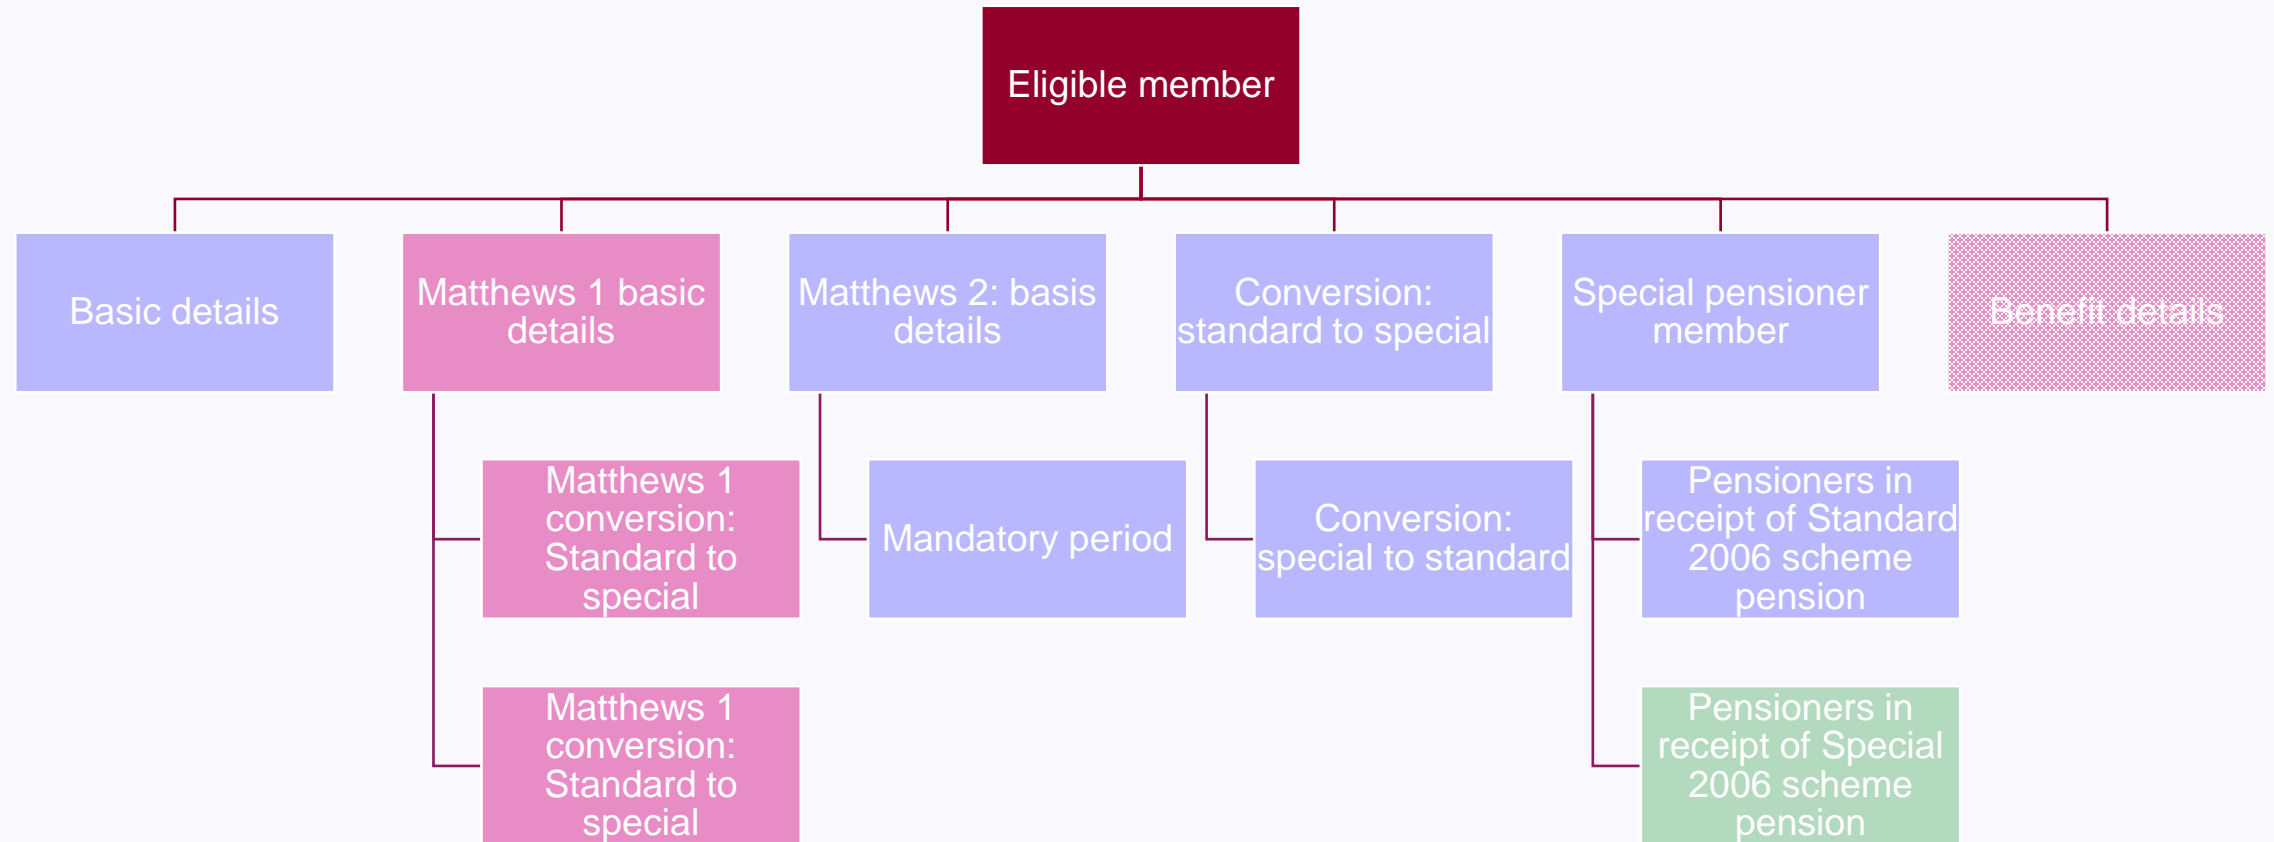 Eligible member
Basic details
Matthews 1 basic
details
Matthews 2: basis
details
Conversion:
standard to special
Special pensioner
member
Benefit details
Matthews 1
conversion:
Standard to
special
Mandatory period
Conversion:
special to standard
Pensioners in
receipt of Standard
2006 scheme
pension
Matthews 1
conversion:
Standard to
special
Pensioners in
receipt of Special
2006 scheme
pension